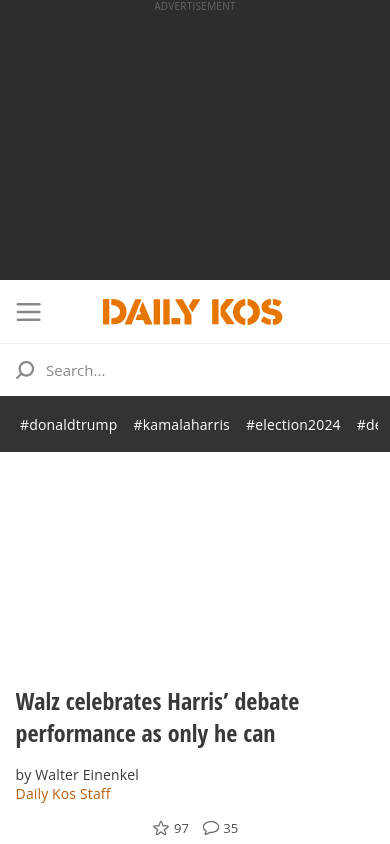 ADVERTISEMENT
DAILY KOS
Search...
#donaldtrump #kamalaharris #election2024 #de
Walz celebrates Harris’ debate
performance as only he can
by Walter Einenkel
Daily Kos Staff
97 35